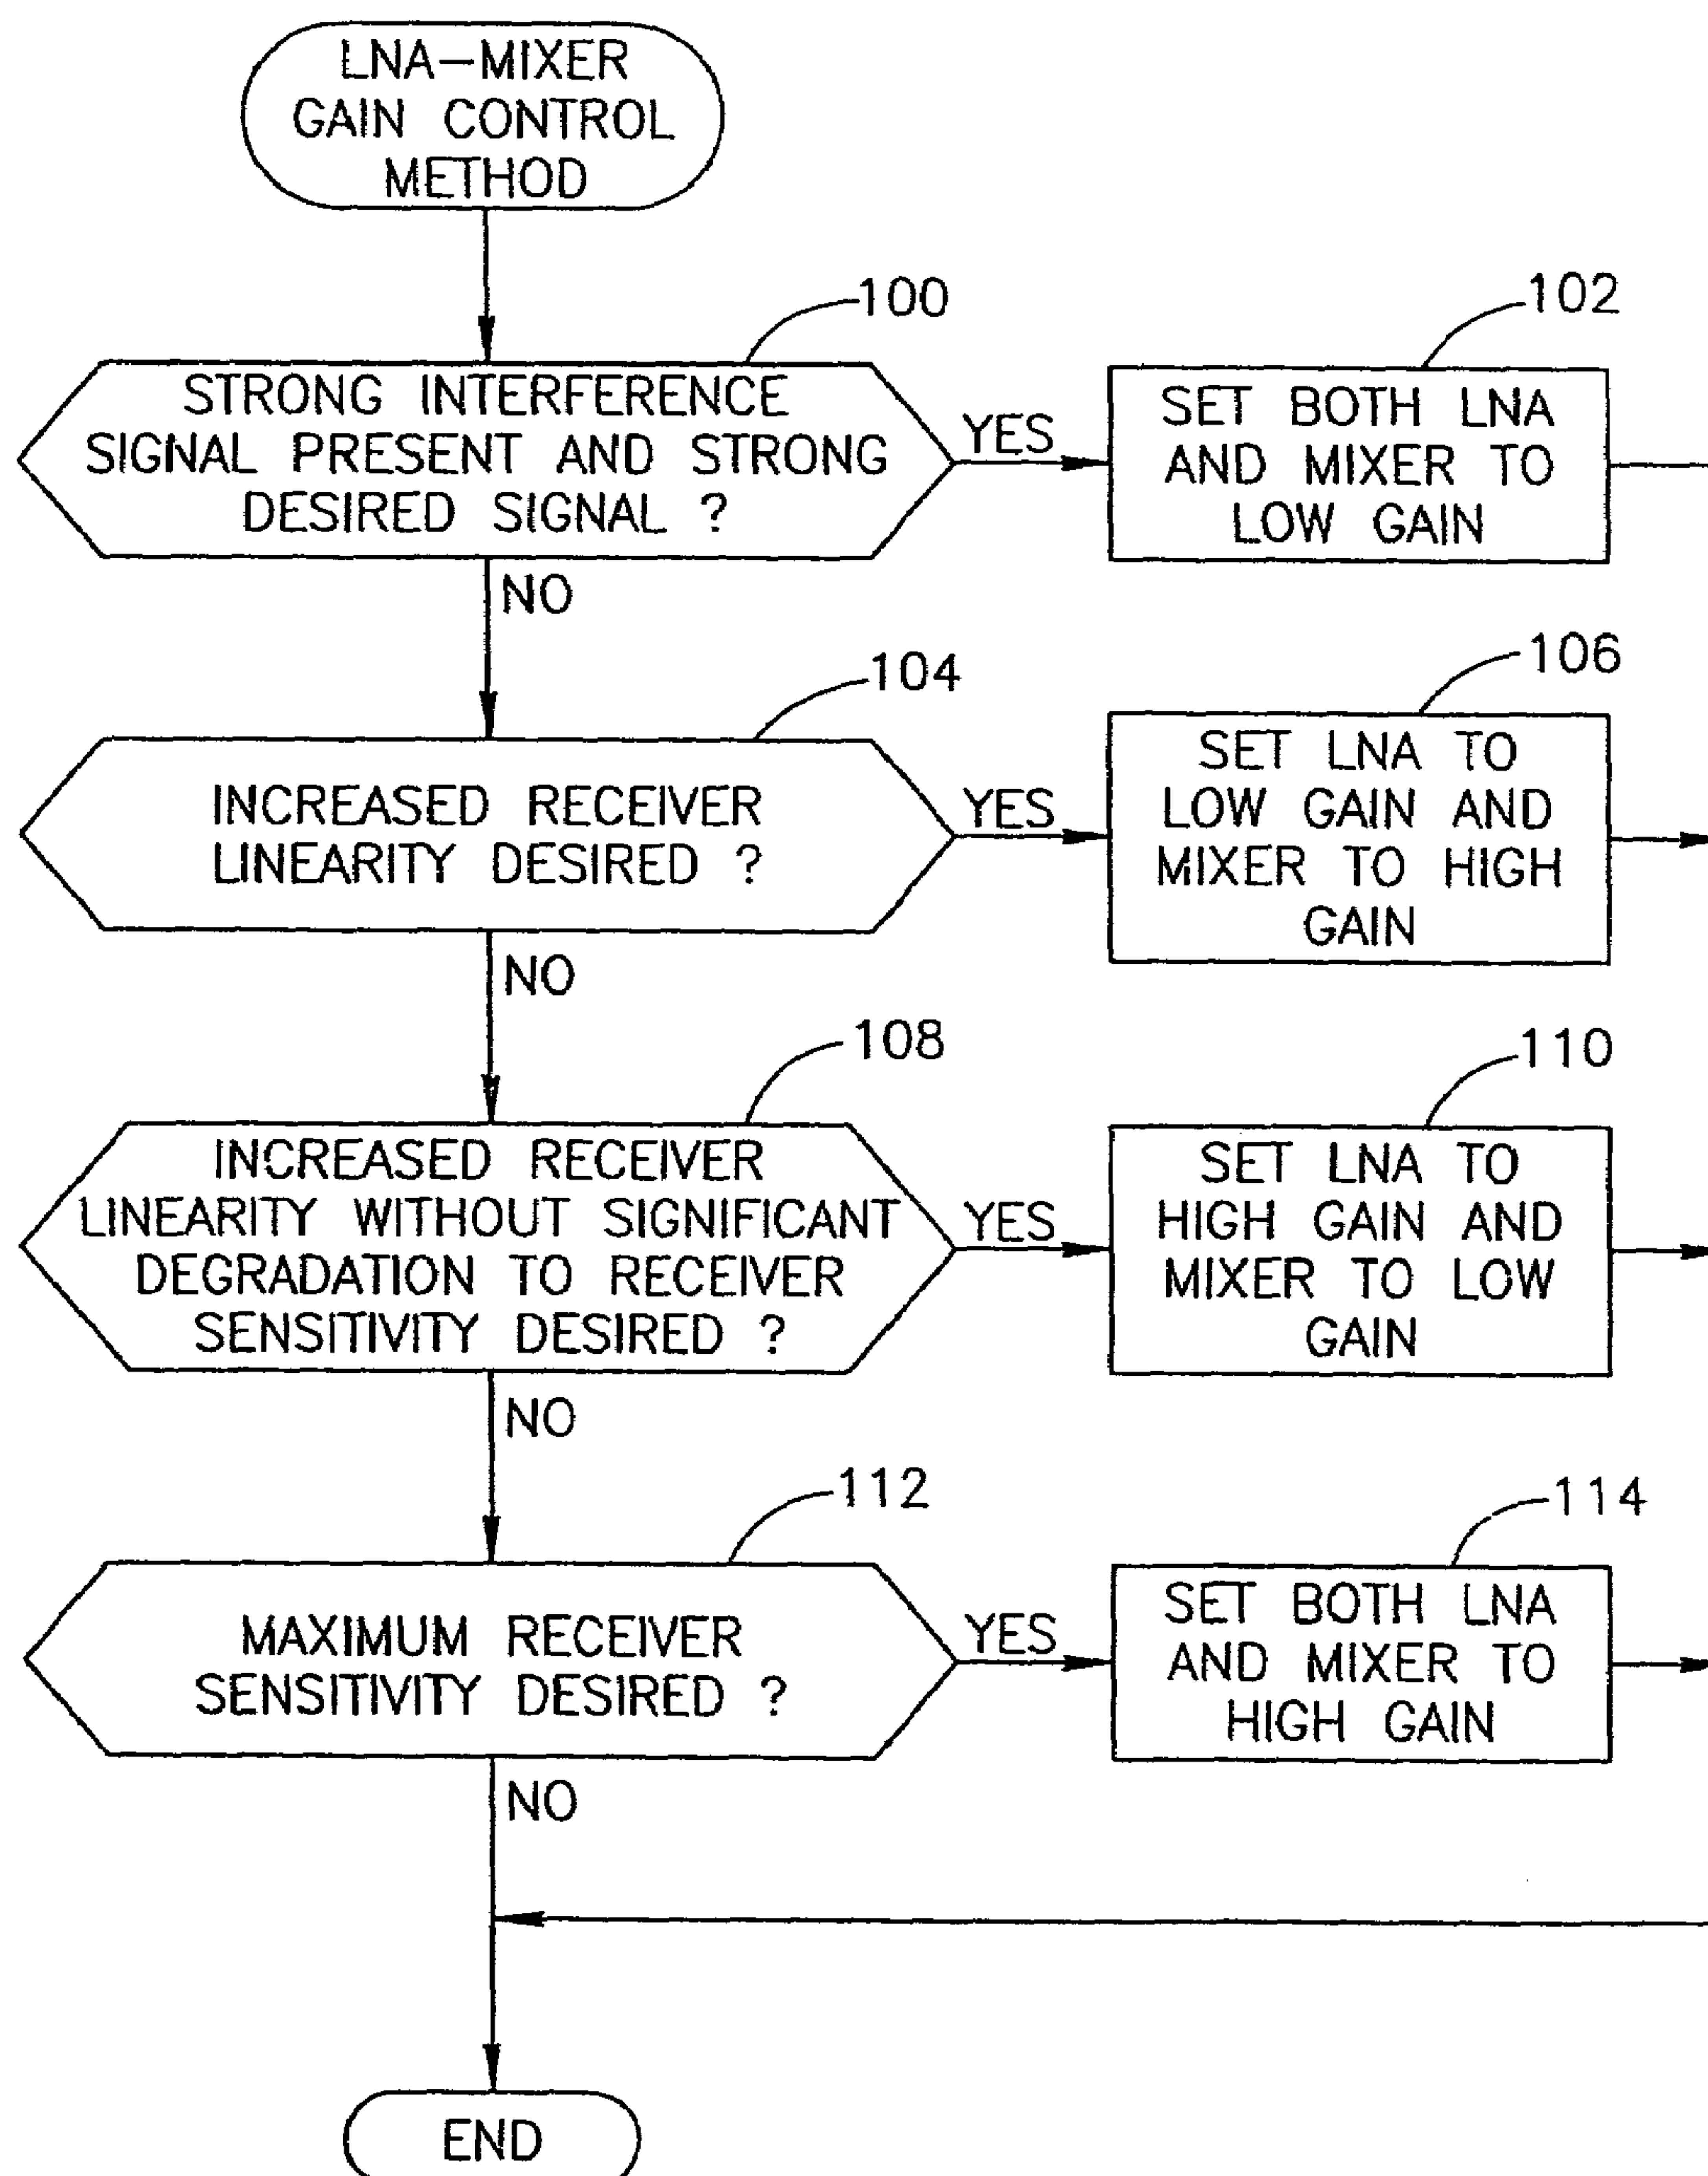 LNA-MIXER
GAIN CONTROL
METHOD
100
STRONG INTERFERENCE
SIGNAL PRESENT AND STRONG
DESIRED SIGNAL ?
YES
102
SET BOTH LNA
AND MIXER TO
LOW GAIN
NO
104
INCREASED RECEIVER
LINEARITY DESIRED ?
YES
106
SET LNA TO
LOW GAIN AND
MIXER TO HIGH
GAIN
NO
108
INCREASED RECEIVER
LINEARITY WITHOUT SIGNIFICANT
DEGRADATION TO RECEIVER
SENSITIVITY DESIRED ?
YES
110
SET LNA TO
HIGH GAIN AND
MIXER TO LOW
GAIN
NO
112
MAXIMUM RECEIVER
SENSITIVITY DESIRED ?
YES
114
SET BOTH LNA
AND MIXER TO
HIGH GAIN
NO
END